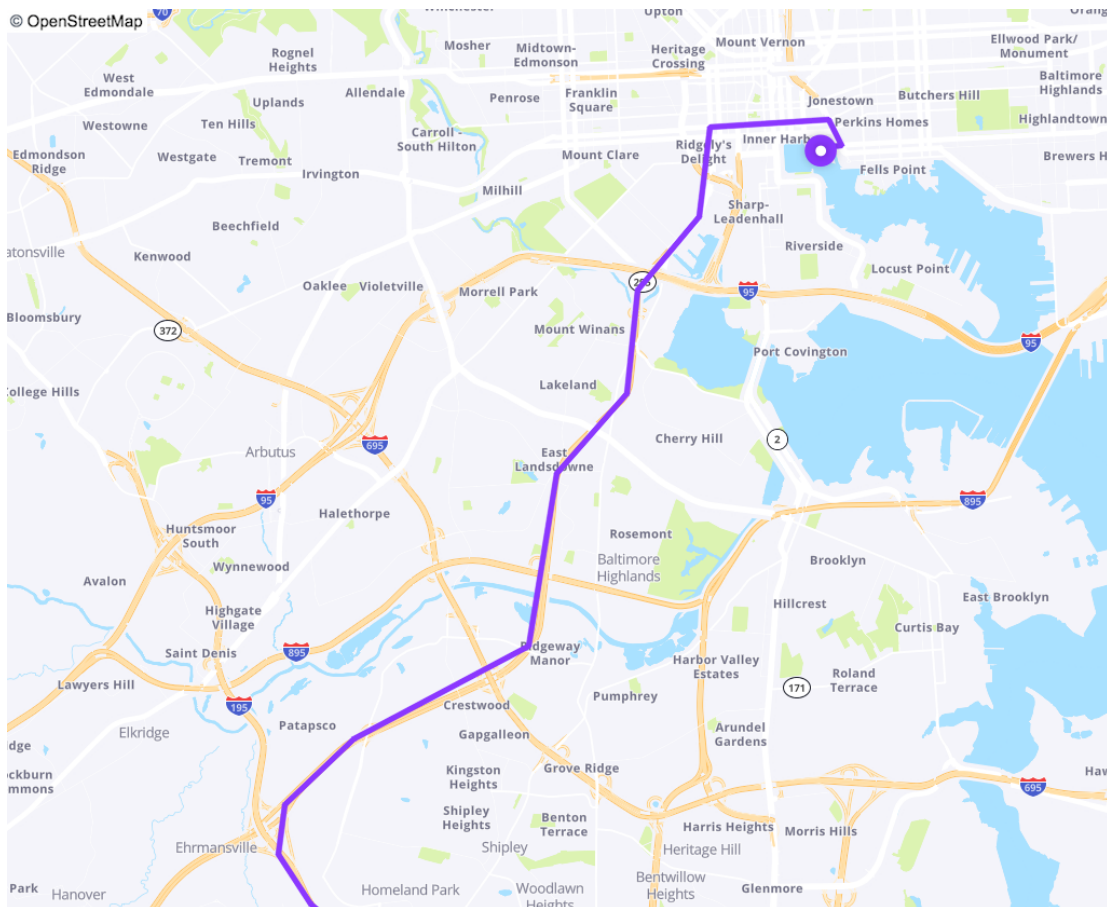 © OpenStreetMap
70
Upton
Mount Vernon
Ellwood Park/
Monument
Mosher
Midtown-
Edmonson
Heritage
Crossing
Rognel
Heights
West
Edmondale
Allendale
Penrose
Franklin
Square
Jonestown
Butchers Hill
Baltimore
Highlands
Uplands
Westowne
Ten Hills
Carroll -
South Hilton
Perkins Homes
Highlandtown
Inner Harb
Ridgely's
Delight
Edmondson
Ridge
Westgate
Tremont
Irvington
Mount Clare
Fells Point
Brewers H
Milhill
Sharp-
Leadenhall
Beechfield
Riverside
atonsville
Kenwood
Locust Point
Oaklee
Violetville
Morrell Park
295
95
Bloomsbury
372
Mount Winans
95
Port Covington
College Hills
Lakeland
695
Arbutus
Cherry Hill
2
East
Landsdowne
95
895
Halethorpe
Huntsmoor
South
Rosemont
Baltimore
Highlands
Brooklyn
Wynnewood
Avalon
Highgate
Village
Hillcrest
East Brooklyn
Curtis Bay
Saint Denis
895
Ridgeway
Manor
Harbor Valley
Estates
Roland
Terrace
Lawyers Hill
171
195
Pumphrey
Crestwood
Patapsco
Elkridge
Gapgalleon
Arundel
Gardens
Kingston
Heights
Grove Ridge
Haw
695
Shipley
Heights
Benton
Terrace
Harris Heights
Morris Hills
Ehrmansville
Shipley
Heritage Hill
Park
Hanover
Homeland Park
Woodlawn
Heights
Bentwillow
Heights
Glenmore